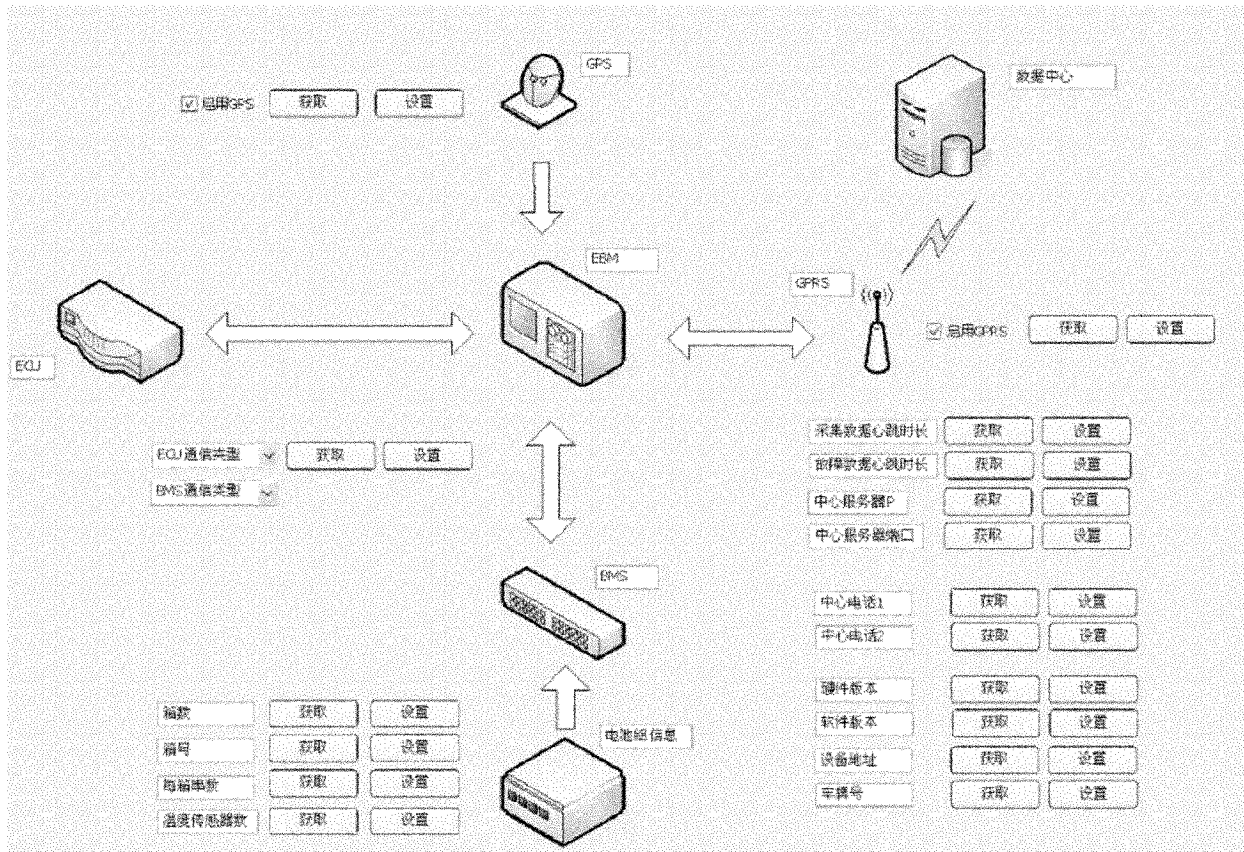 GPS
数据中心
启用GPS 获取 设置
EBM
GPRS
启用GPRS 获取 设置
ECU
ECU通信类型 获取 设置
BMS通信类型
采集数据心跳时长 获取 设置
故障数据心跳时长 获取 设置
中心服务器IP 获取 设置
中心服务器端口 获取 设置
BMS
中心电话1 获取 设置
中心电话2 获取 设置
硬件版本 获取 设置
软件版本 获取 设置
设备地址 获取 设置
车辆号 获取 设置
电池组信息
箱数 获取 设置
箱号 获取 设置
每箱串数 获取 设置
温度传感器数 获取 设置